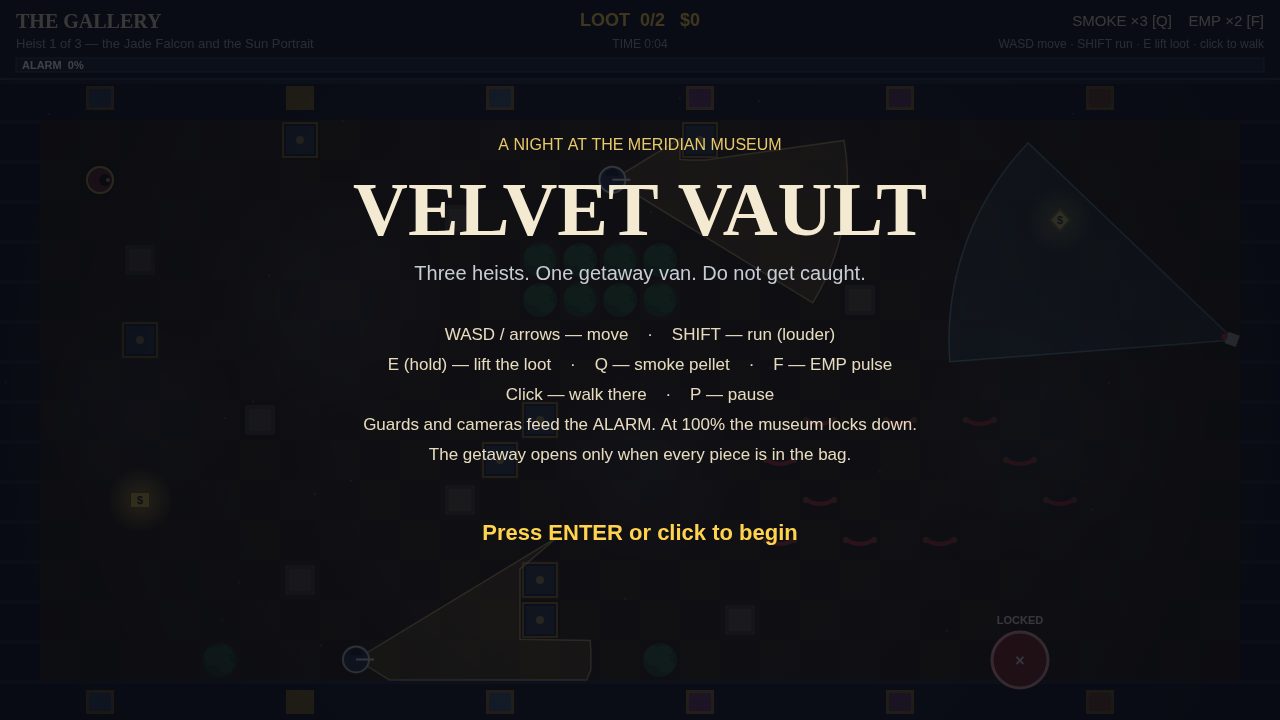 THE GALLERY
LOOT 0/2 $0
SMOKE ×3 [Q] EMP ×2 [F]
Heist 1 of 3 — the Jade Falcon and the Sun Portrait
TIME 0:04
WASD move · SHIFT run · E lift loot · click to walk
ALARM 0%
A NIGHT AT THE MERIDIAN MUSEUM
VELVET VAULT
Three heists. One getaway van. Do not get caught.
$
WASD / arrows — move · SHIFT — run (louder)
E (hold) — lift the loot · Q — smoke pellet · F — EMP pulse
Click — walk there · P — pause
Guards and cameras feed the ALARM. At 100% the museum locks down.
The getaway opens only when every piece is in the bag.
$
Press ENTER or click to begin
LOCKED
×